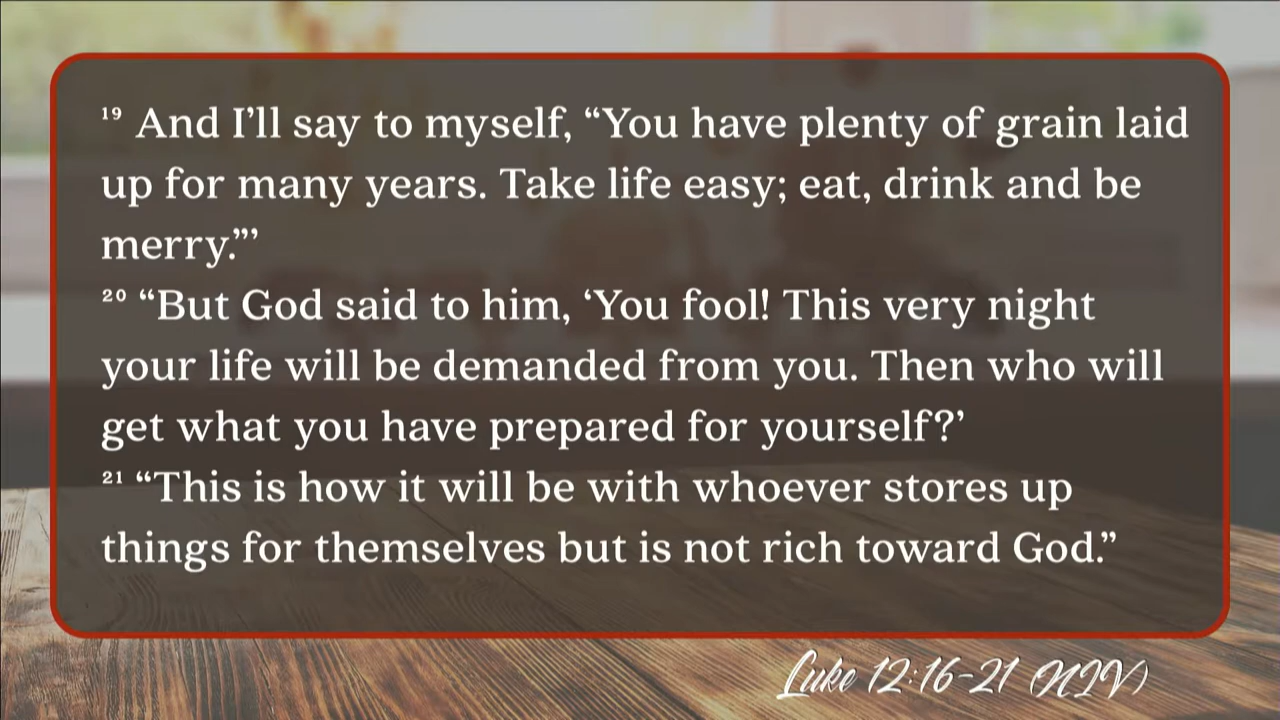 ¹⁹ And I’ll say to myself, “You have plenty of grain laid
up for many years. Take life easy; eat, drink and be
merry.”’
²⁰ “But God said to him, ‘You fool! This very night
your life will be demanded from you. Then who will
get what you have prepared for yourself?’
²¹ “This is how it will be with whoever stores up
things for themselves but is not rich toward God.”
Luke 12:16-21 (NIV)